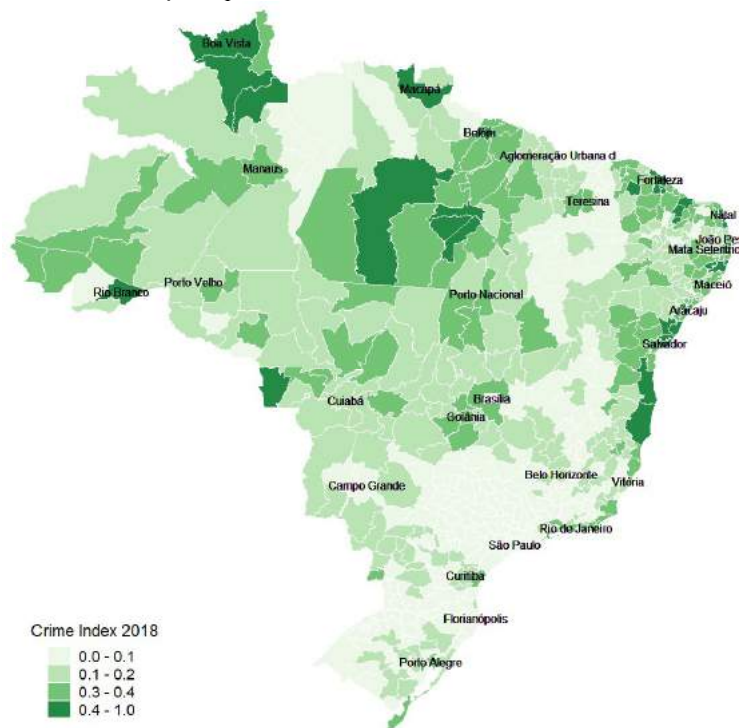 Boa Vista
Macapá
Belém
Aglomeração Urbana d
Manaus
Fortaleza
Teresina
Natal
João Pes
Mata Setentrio
Porto Velho
Rio Branco
Porto Nacional
Maceió
Aracaju
Salvador
Cuiabá
Brasília
Goiânia
Belo Horizonte
Campo Grande
Vitória
Rio de Janeiro
São Paulo
Curitiba
Florianópolis
Porto Alegre
Crime Index 2018
0.0 - 0.1
0.1 - 0.2
0.3 - 0.4
0.4 - 1.0